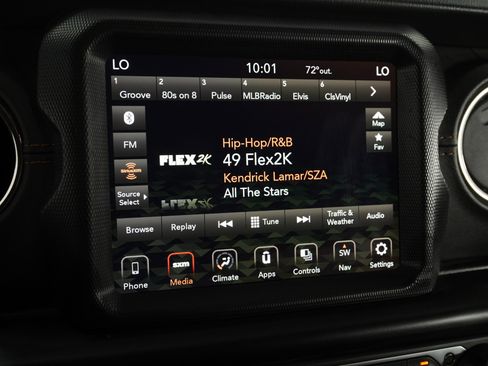 LO 10:01 72°out. LO
1 2 3 4 5 6
Groove 80s on 8 Pulse MLBRadio Elvis ClsVinyl
Map
FM
Fav
SiriusXM
Source
Select
FLEX2K
Hip-Hop/R&B
49 Flex2K
Kendrick Lamar/SZA
All The Stars
Browse Replay Tune Traffic &
Weather Audio
sxm SW
Phone Media Climate Apps Controls Nav Settings